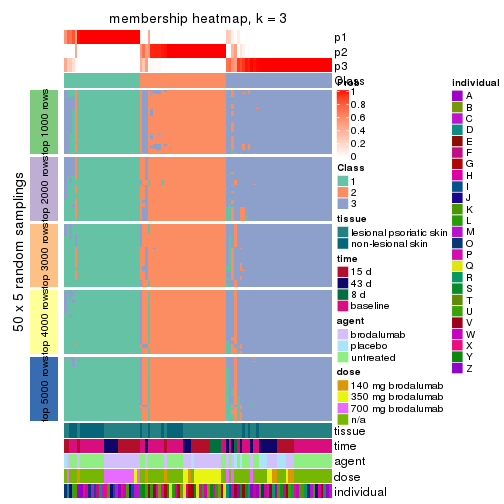 membership heatmap, k = 3
p1
p2
p3
Class
Prob
1
0.8
0.6
0.4
0.2
0
Class
1
2
3
tissue
lesional psoriatic skin
non-lesional skin
time
15 d
43 d
8 d
baseline
agent
brodalumab
placebo
untreated
dose
140 mg brodalumab
350 mg brodalumab
700 mg brodalumab
n/a
individual
A
B
C
D
E
F
G
H
I
J
K
L
M
O
P
Q
R
S
T
U
V
W
X
Y
Z
50 x 5 random samplings
top 1000 rows
top 2000 rows
top 3000 rows
top 4000 rows
top 5000 rows
tissue
time
agent
dose
individual